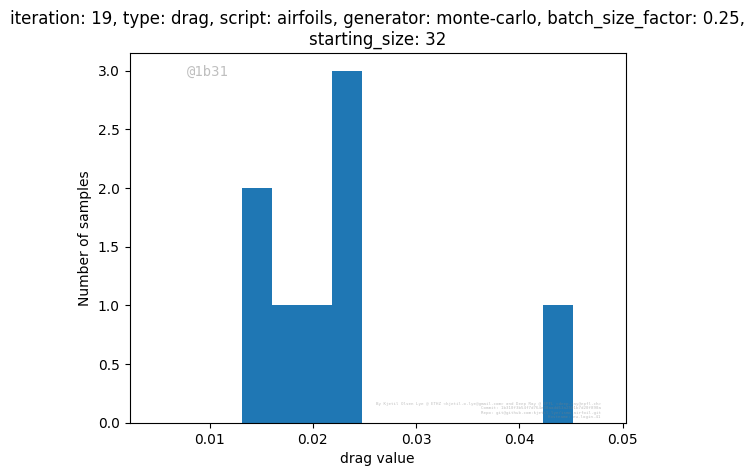 iteration: 19, type: drag, script: airfoils, generator: monte-carlo, batch_size_factor: 0.25,
starting_size: 32
@1b31
3.0
2.5
2.0
1.5
1.0
0.5
0.0
Number of samples
0.01 0.02 0.03 0.04 0.05
drag value